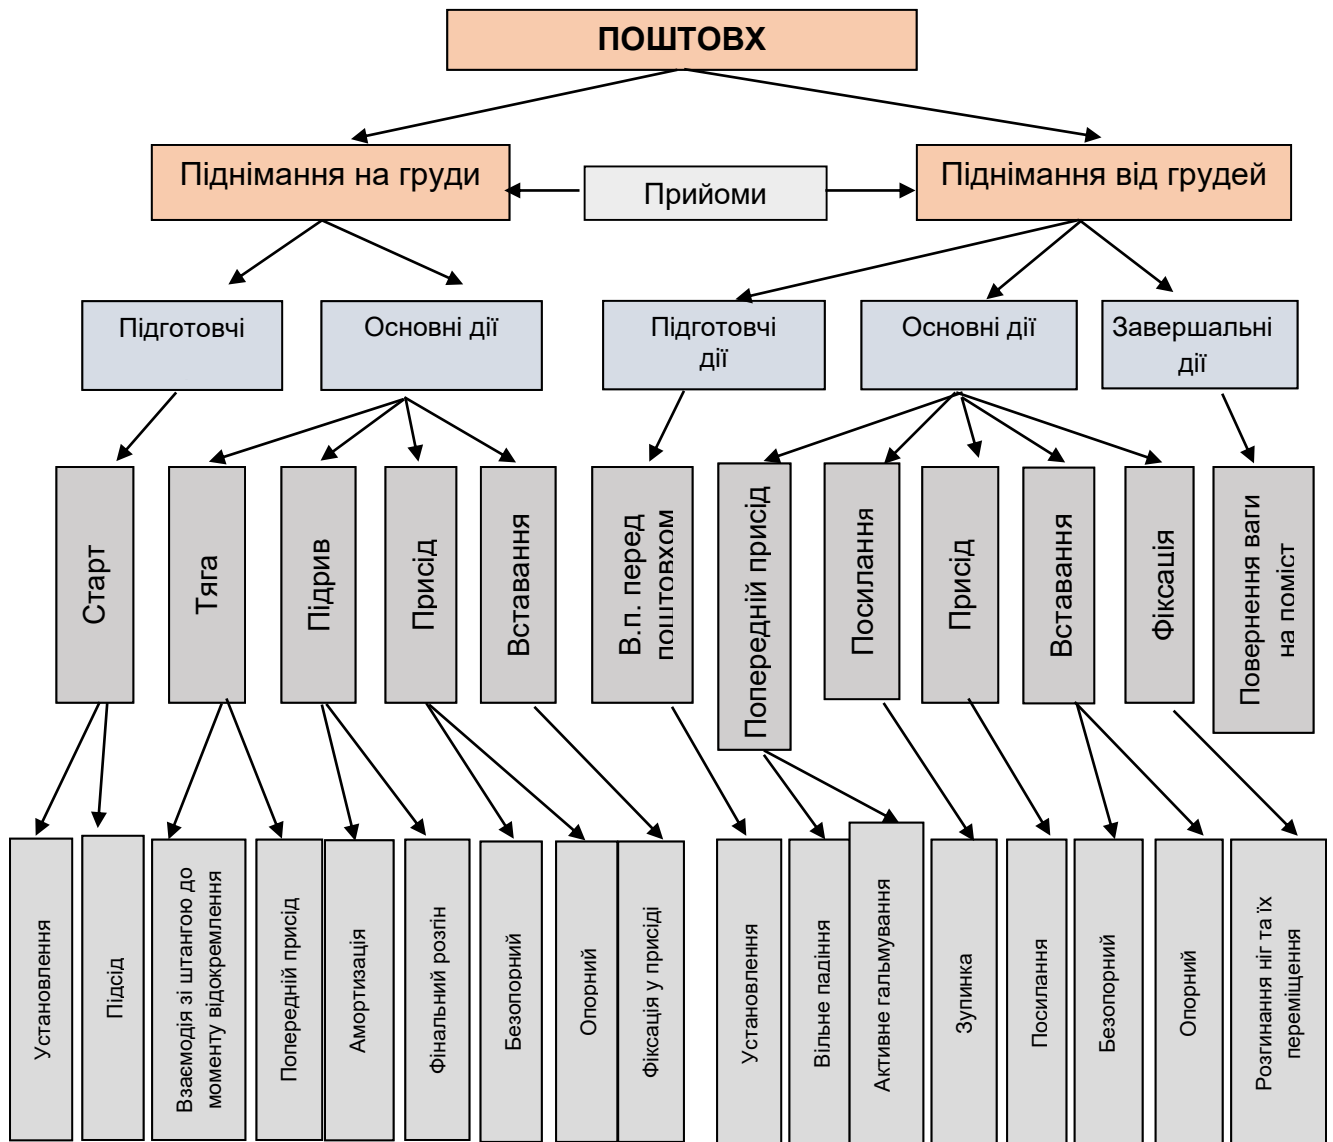 ПОШТОВХ
Піднімання на груди
Прийоми
Піднімання від грудей
Підготовчі
Основні дії
Підготовчі
дії
Основні дії
Завершальні
дії
Старт
Тяга
Підрив
Присід
Вставання
В.п. перед
поштовхом
Попередній присід
Посилання
Присід
Вставання
Фіксація
Повернення ваги
на поміст
Установлення
Підсід
Взаємодія зі штангою до
моменту відокремлення
Попередній присід
Амортизація
Фінальний розгін
Безопорний
Опорний
Фіксація у присіді
Установлення
Вільне падіння
Активне гальмування
Зупинка
Посилання
Безопорний
Опорний
Розгинання ніг та їх
переміщення